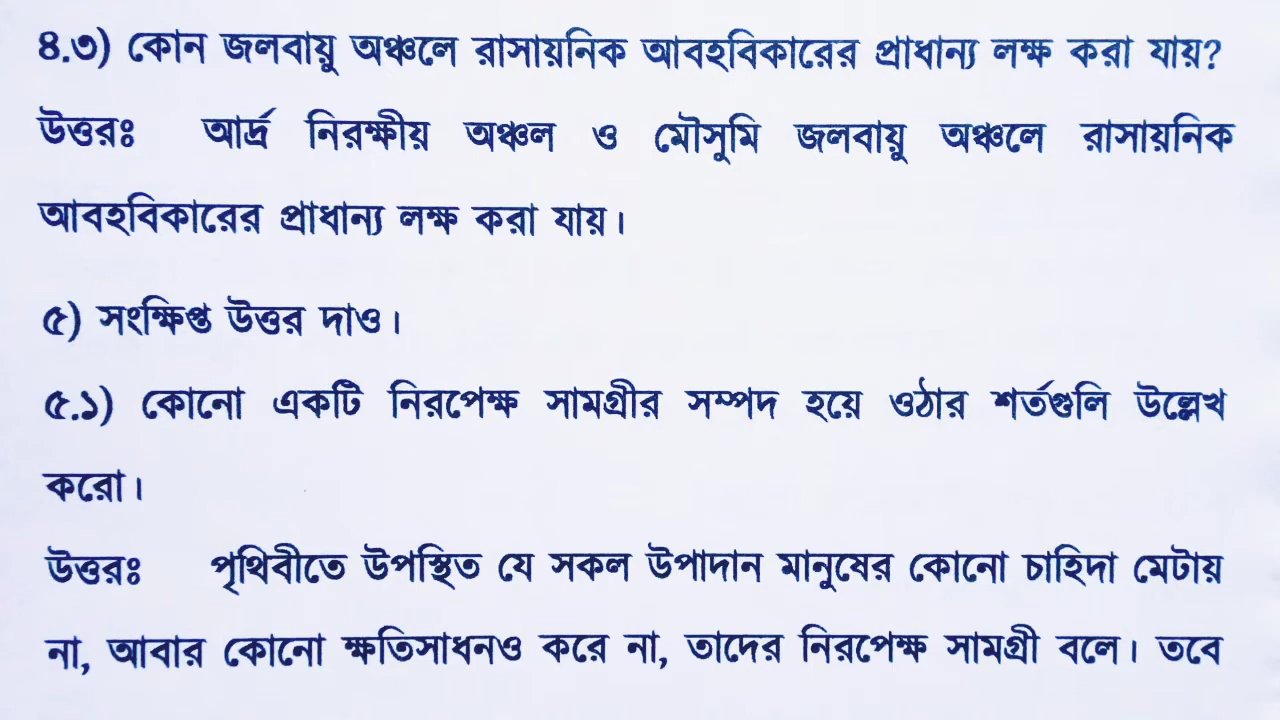 ৪.৩) কোন জলবায়ু অঞ্চলে রাসায়নিক আবহবিকারের প্রাধান্য লক্ষ করা যায়?
উত্তরঃ আর্দ্র নিরক্ষীয় অঞ্চল ও মৌসুমি জলবায়ু অঞ্চলে রাসায়নিক
আবহবিকারের প্রাধান্য লক্ষ করা যায়।
৫) সংক্ষিপ্ত উত্তর দাও।
৫.১) কোনো একটি নিরপেক্ষ সামগ্রীর সম্পদ হয়ে ওঠার শর্তগুলি উল্লেখ
করো।
উত্তরঃ পৃথিবীতে উপস্থিত যে সকল উপাদান মানুষের কোনো চাহিদা মেটায়
না, আবার কোনো ক্ষতিসাধনও করে না, তাদের নিরপেক্ষ সামগ্রী বলে। তবে